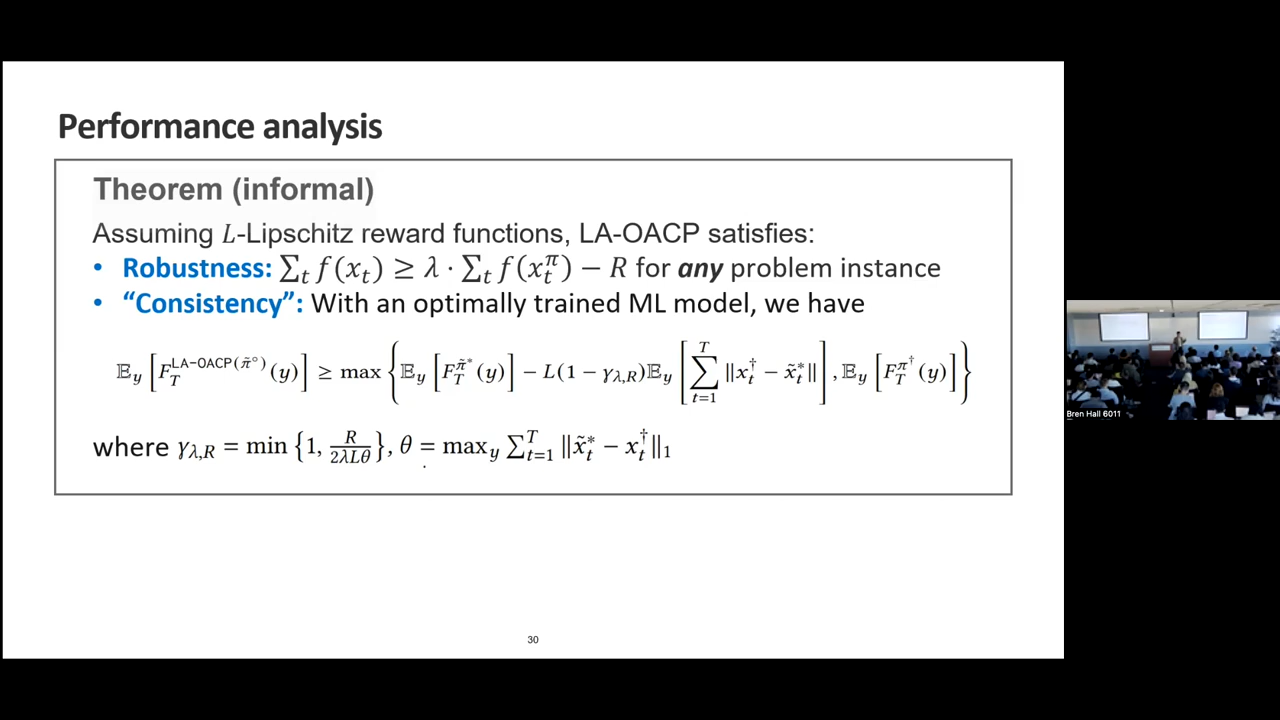 Performance analysis
Theorem (informal)
Assuming L-Lipschitz reward functions, LA-OACP satisfies:
• Robustness: ∑_t f(x_t) ≥ λ · ∑_t f(x_t^π) − R for any problem instance
• “Consistency”: With an optimally trained ML model, we have
𝔼_y [F_T^{LA−OACP(π̃°)}(y)] ≥ max {𝔼_y [F_T^{π̃*}(y)] − L(1 − γ_{λ,R})𝔼_y [∑_{t=1}^{T} ||x_t^† − x̃_t^*||], 𝔼_y [F_T^{π^†}(y)]}
where γ_{λ,R} = min {1, R/(2λLθ)}, θ = max_y ∑_{t=1}^{T} ||x̃_t^* − x_t^†||_1
30
Bren Hall 6011